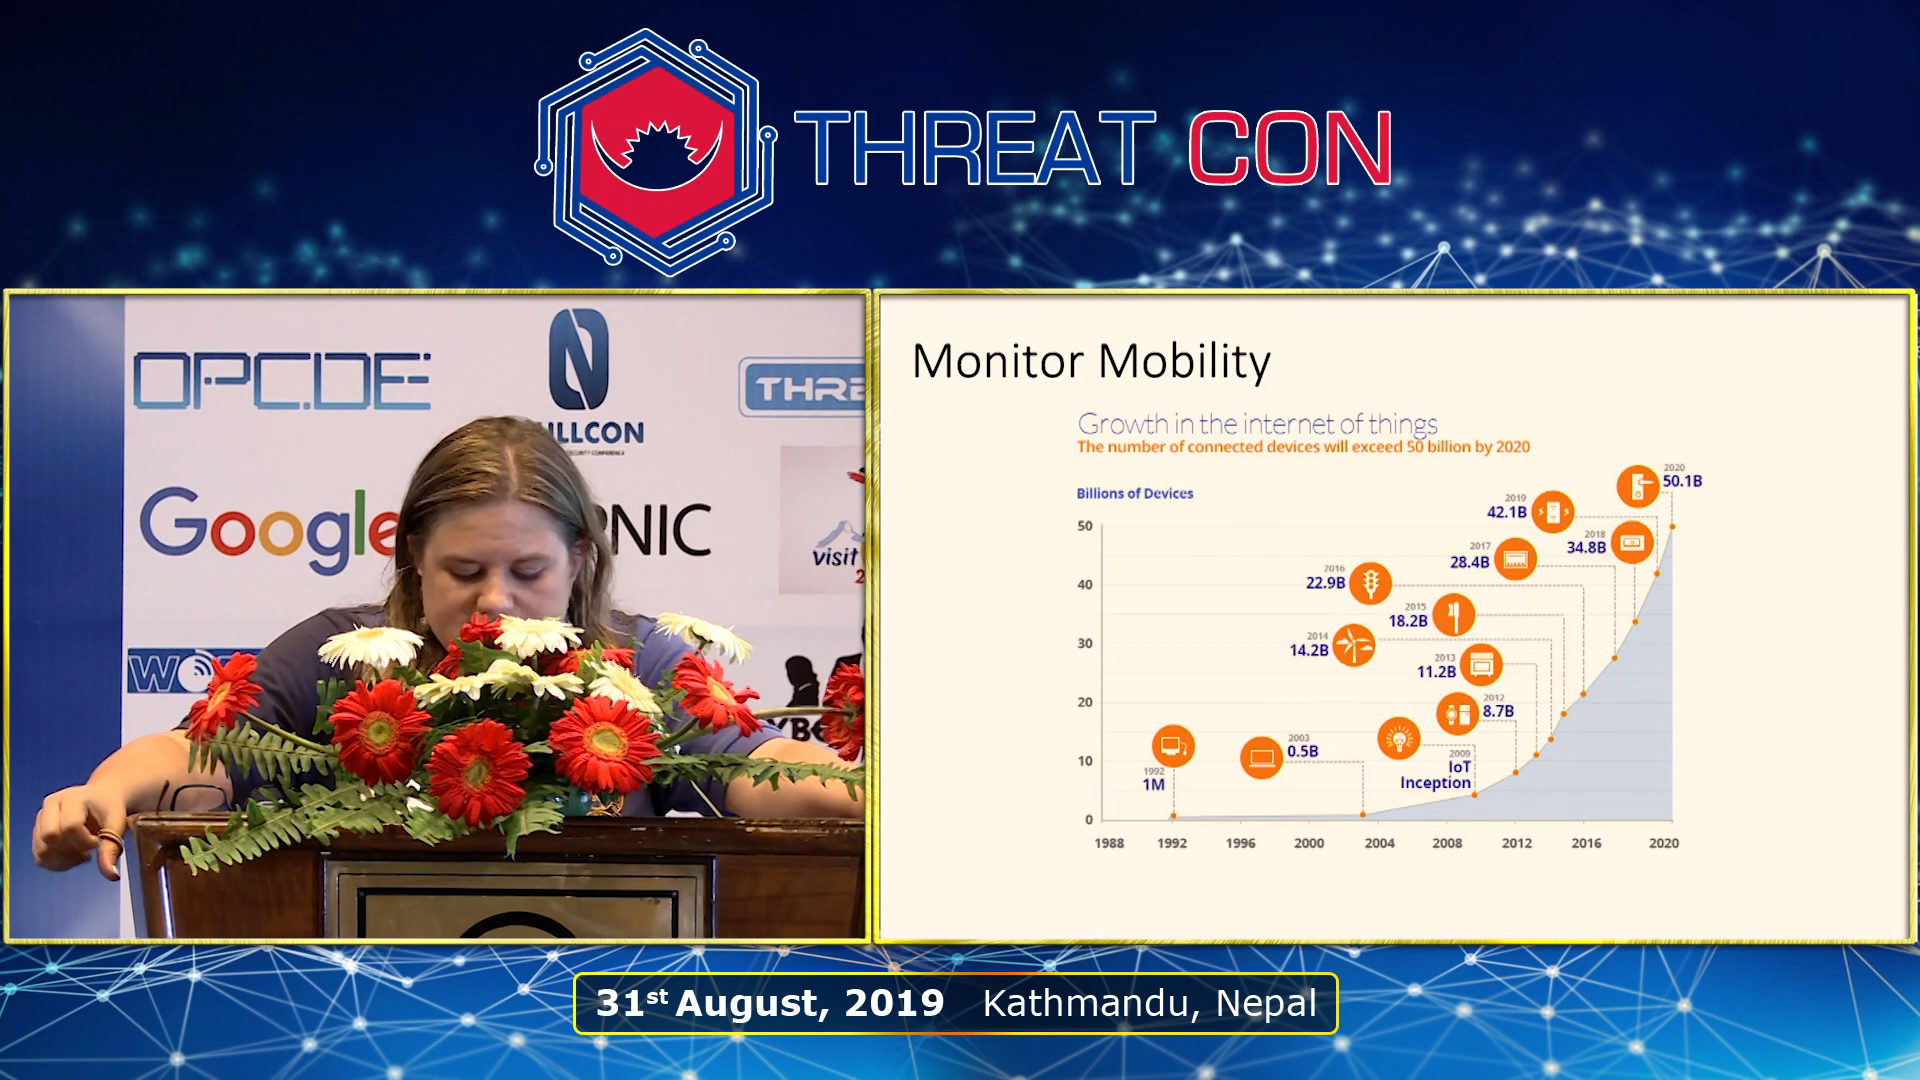 THREAT CON
OPCDE
NULLCON
THRE
Google
NIC
visit
2
WO
YB
Monitor Mobility
Growth in the internet of things
The number of connected devices will exceed 50 billion by 2020
Billions of Devices
50
40
30
20
10
0
1988
1992
1996
2000
2004
2008
2012
2016
2020
1992
1M
2003
0.5B
2009
IoT
Inception
2012
8.7B
2013
11.2B
2014
14.2B
2015
18.2B
2016
22.9B
2017
28.4B
2018
34.8B
2019
42.1B
2020
50.1B
31st August, 2019 Kathmandu, Nepal